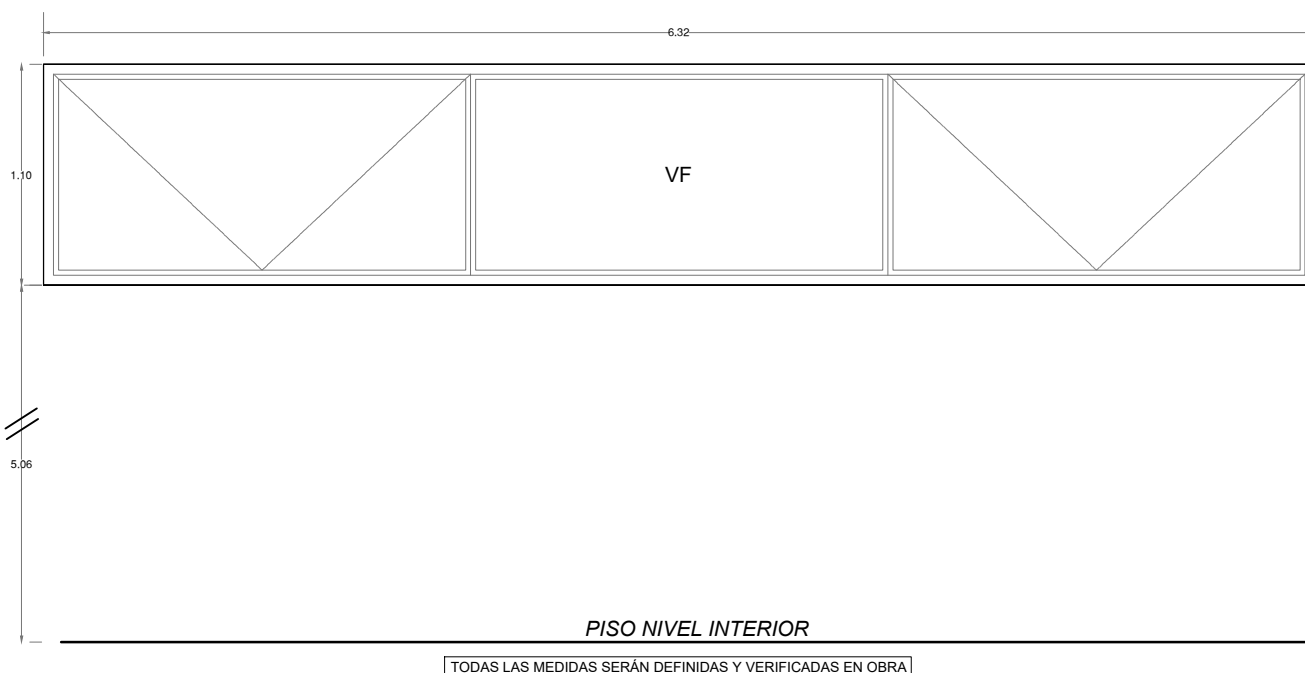 6.32
1.10
VF
5.06
PISO NIVEL INTERIOR
TODAS LAS MEDIDAS SERÁN DEFINIDAS Y VERIFICADAS EN OBRA